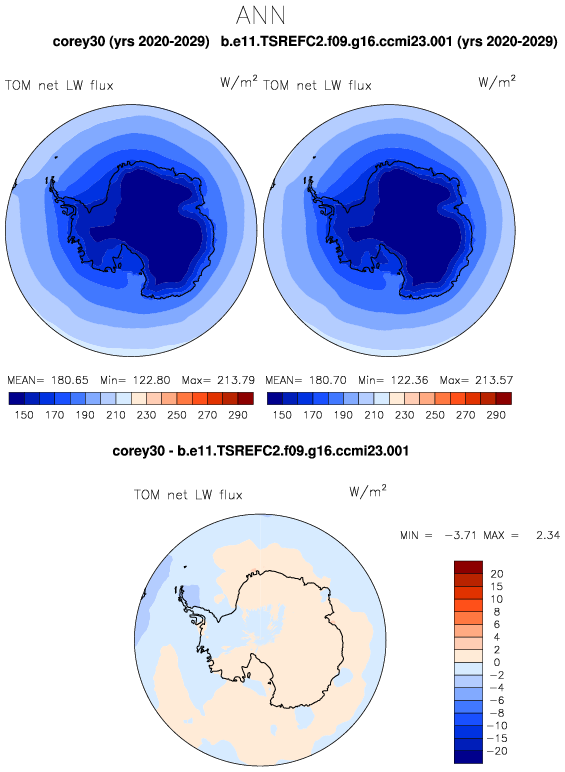 ANN
corey30 (yrs 2020-2029) b.e11.TSREFC2.f09.g16.ccmi23.001 (yrs 2020-2029)
TOM net LW flux W/m² TOM net LW flux W/m²
MEAN= 180.65 Min= 122.80 Max= 213.79 MEAN= 180.70 Min= 122.36 Max= 213.57
150 170 190 210 230 250 270 290 150 170 190 210 230 250 270 290
corey30 - b.e11.TSREFC2.f09.g16.ccmi23.001
TOM net LW flux W/m²
MIN = -3.71 MAX = 2.34
20
15
10
8
6
4
2
0
-2
-4
-6
-8
-10
-15
-20